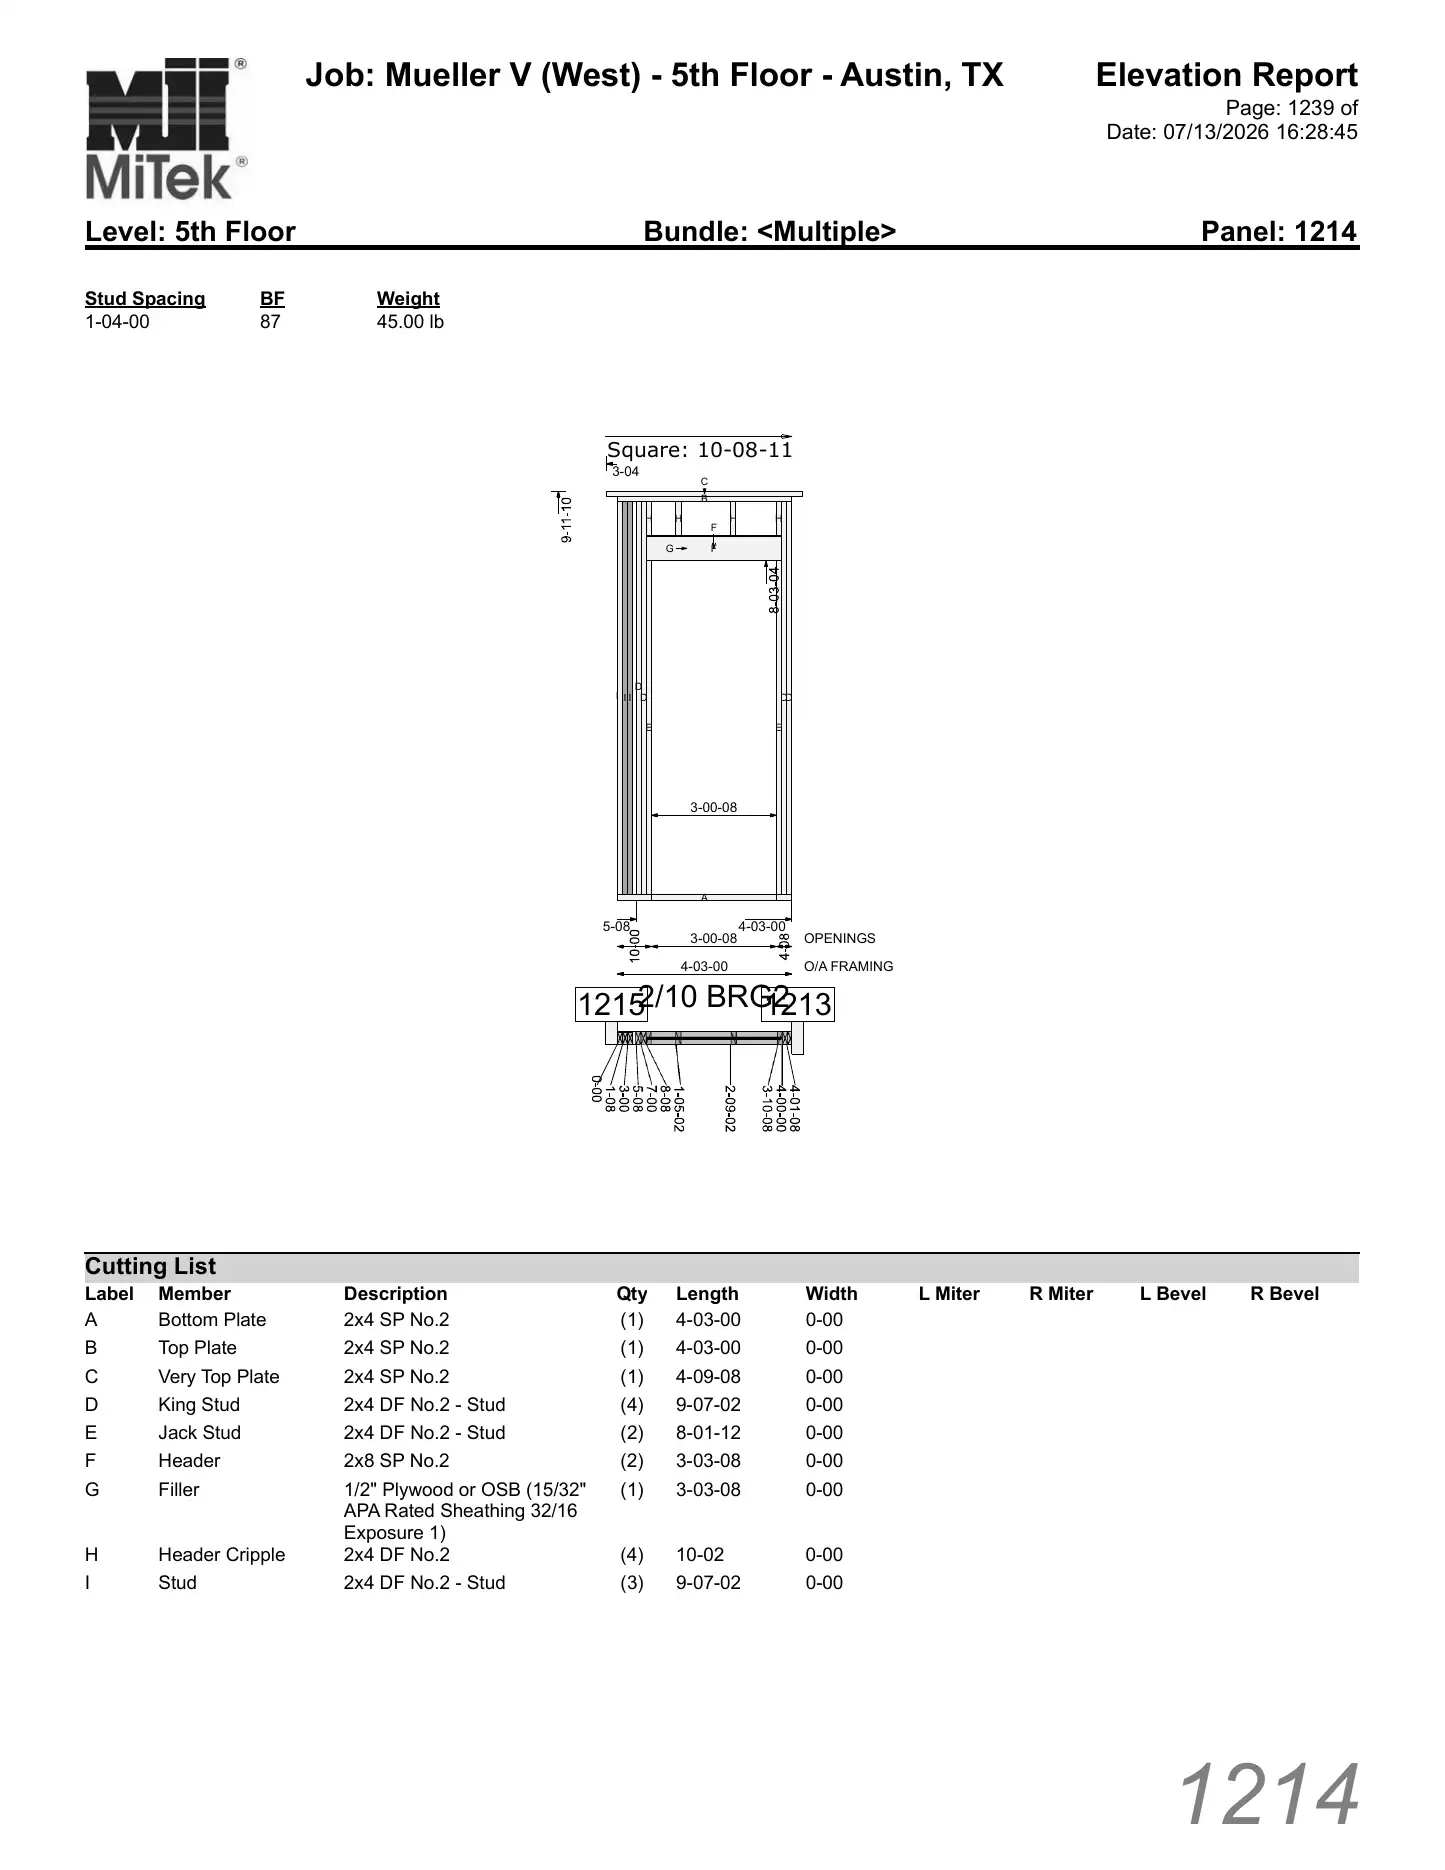 MiTek®
Job: Mueller V (West) - 5th Floor - Austin, TX
Elevation Report
Page: 1239 of
Date: 07/13/2026 16:28:45
Level: 5th Floor Bundle: <Multiple> Panel: 1214
Stud Spacing BF Weight
1-04-00 87 45.00 lb
Square: 10-08-11
3-04
C
B
9-11-10
H H H H
F
G F
8-03-04
D
I I D D D
E E
3-00-08
A
5-08 4-03-00
10-00 3-00-08 4-08 OPENINGS
4-03-00 O/A FRAMING
1215 2/10 BRG2 1213
0-00 1-08 3-00 5-08 7-00 8-08 1-05-02 2-09-02 3-10-08 4-00-00 4-01-08
Cutting List
Label Member Description Qty Length Width L Miter R Miter L Bevel R Bevel
A Bottom Plate 2x4 SP No.2 (1) 4-03-00 0-00
B Top Plate 2x4 SP No.2 (1) 4-03-00 0-00
C Very Top Plate 2x4 SP No.2 (1) 4-09-08 0-00
D King Stud 2x4 DF No.2 - Stud (4) 9-07-02 0-00
E Jack Stud 2x4 DF No.2 - Stud (2) 8-01-12 0-00
F Header 2x8 SP No.2 (2) 3-03-08 0-00
G Filler 1/2" Plywood or OSB (15/32" (1) 3-03-08 0-00
APA Rated Sheathing 32/16
Exposure 1)
H Header Cripple 2x4 DF No.2 (4) 10-02 0-00
I Stud 2x4 DF No.2 - Stud (3) 9-07-02 0-00
1214